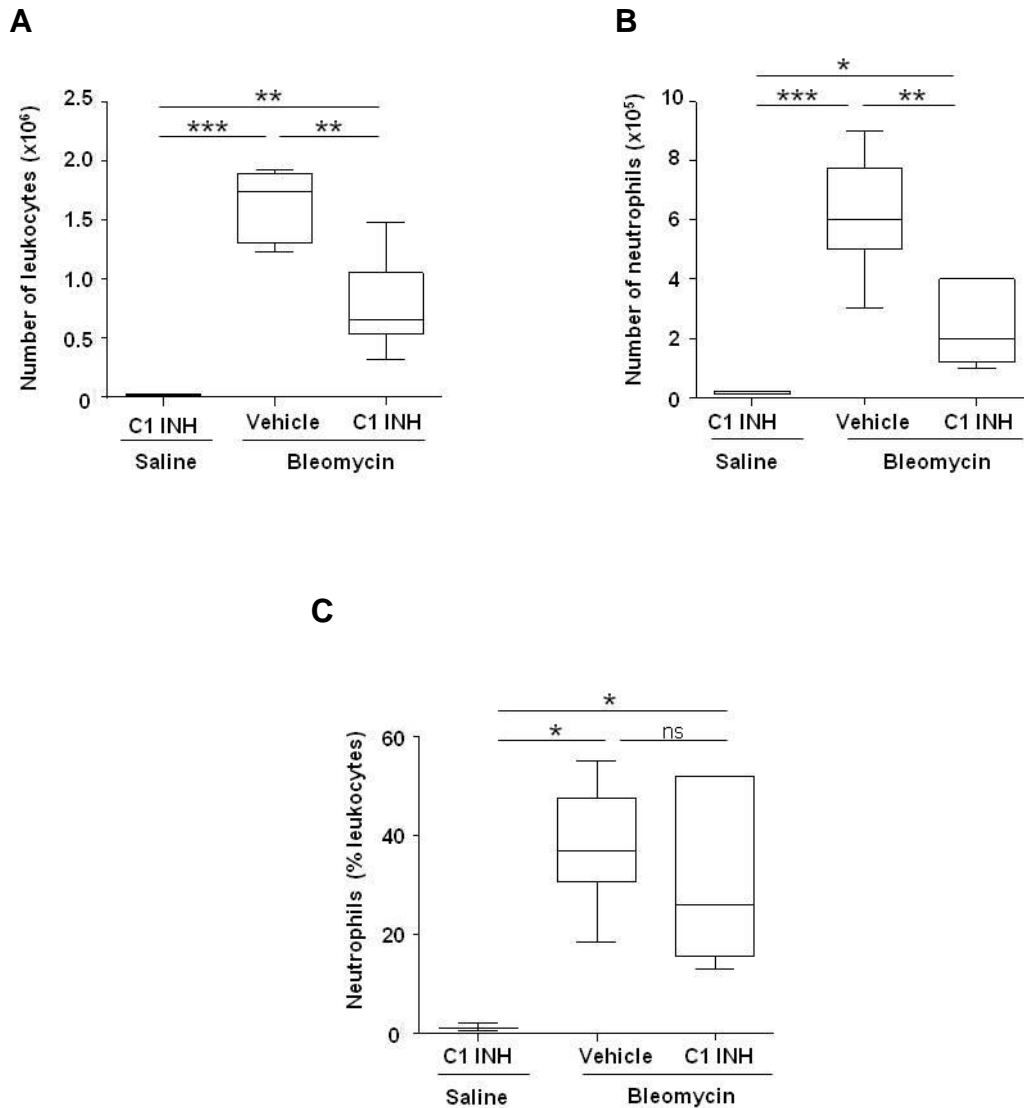 A
B
Number of leukocytes (x10⁶)
2.5
2.0
1.5
1.0
0.5
0
**
*** **
C1 INH Vehicle C1 INH
Saline Bleomycin
Number of neutrophils (x10⁵)
10
8
6
4
2
0
*
*** **
C1 INH Vehicle C1 INH
Saline Bleomycin
C
Neutrophils (% leukocytes)
60
40
20
0
*
* ns
C1 INH Vehicle C1 INH
Saline Bleomycin